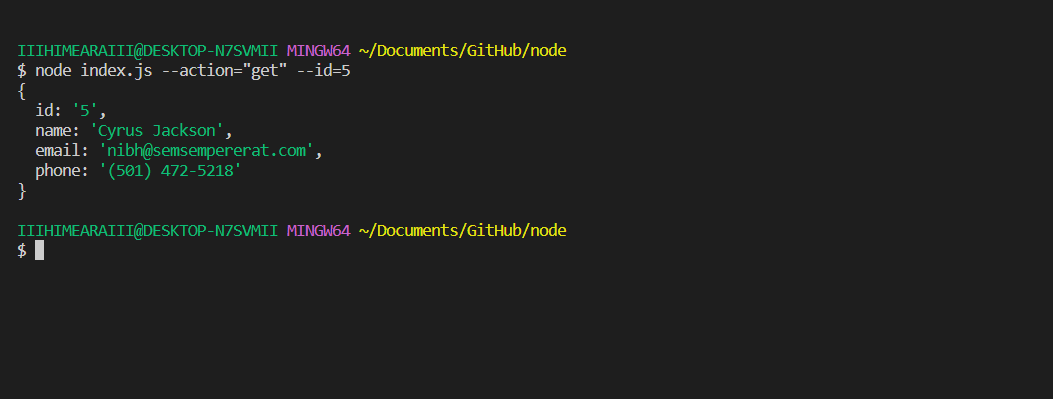 IIIHIMEARAIII@DESKTOP-N7SVMII MINGW64 ~/Documents/GitHub/node
$ node index.js --action="get" --id=5
{
  id: '5',
  name: 'Cyrus Jackson',
  email: 'nibh@semsempererat.com',
  phone: '(501) 472-5218'
}
IIIHIMEARAIII@DESKTOP-N7SVMII MINGW64 ~/Documents/GitHub/node
$